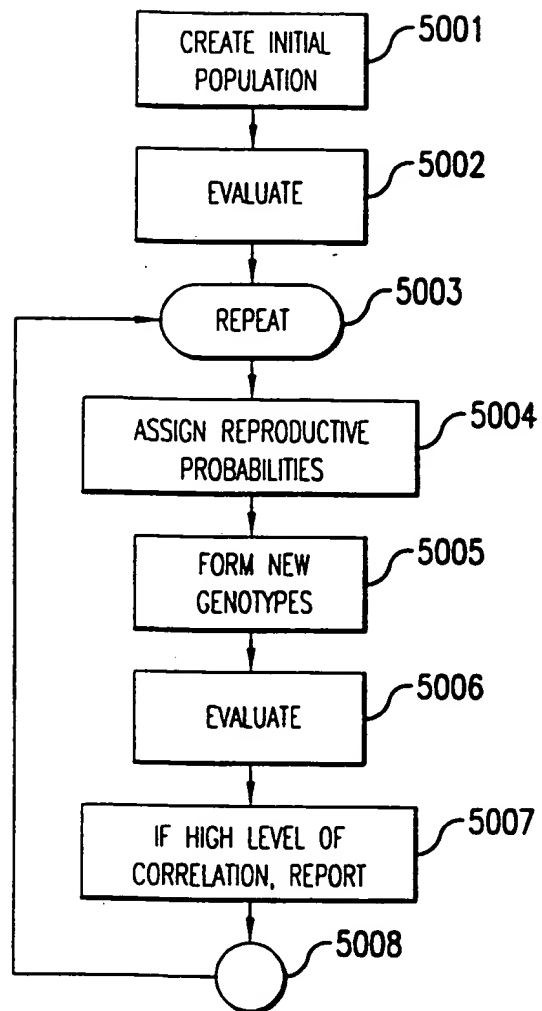 CREATE INITIAL
POPULATION
5001
EVALUATE
5002
REPEAT
5003
ASSIGN REPRODUCTIVE
PROBABILITIES
5004
FORM NEW
GENOTYPES
5005
EVALUATE
5006
IF HIGH LEVEL OF
CORRELATION, REPORT
5007
5008